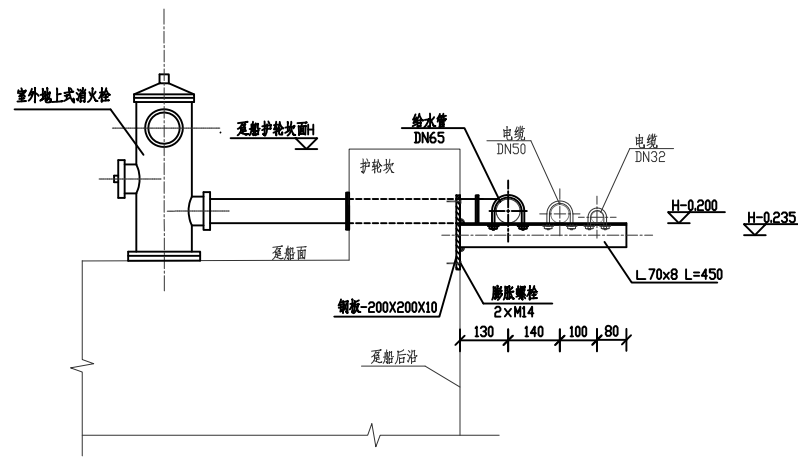 室外地上式消火栓
趸船护轮坎面H
护轮坎
给水管
DN65
电缆
DN50
电缆
DN32
H-0.200
H-0.235
趸船面
∟70x8 L=450
钢板-200X200X10
膨胀螺栓
2×M14
130
140
100
80
趸船后沿